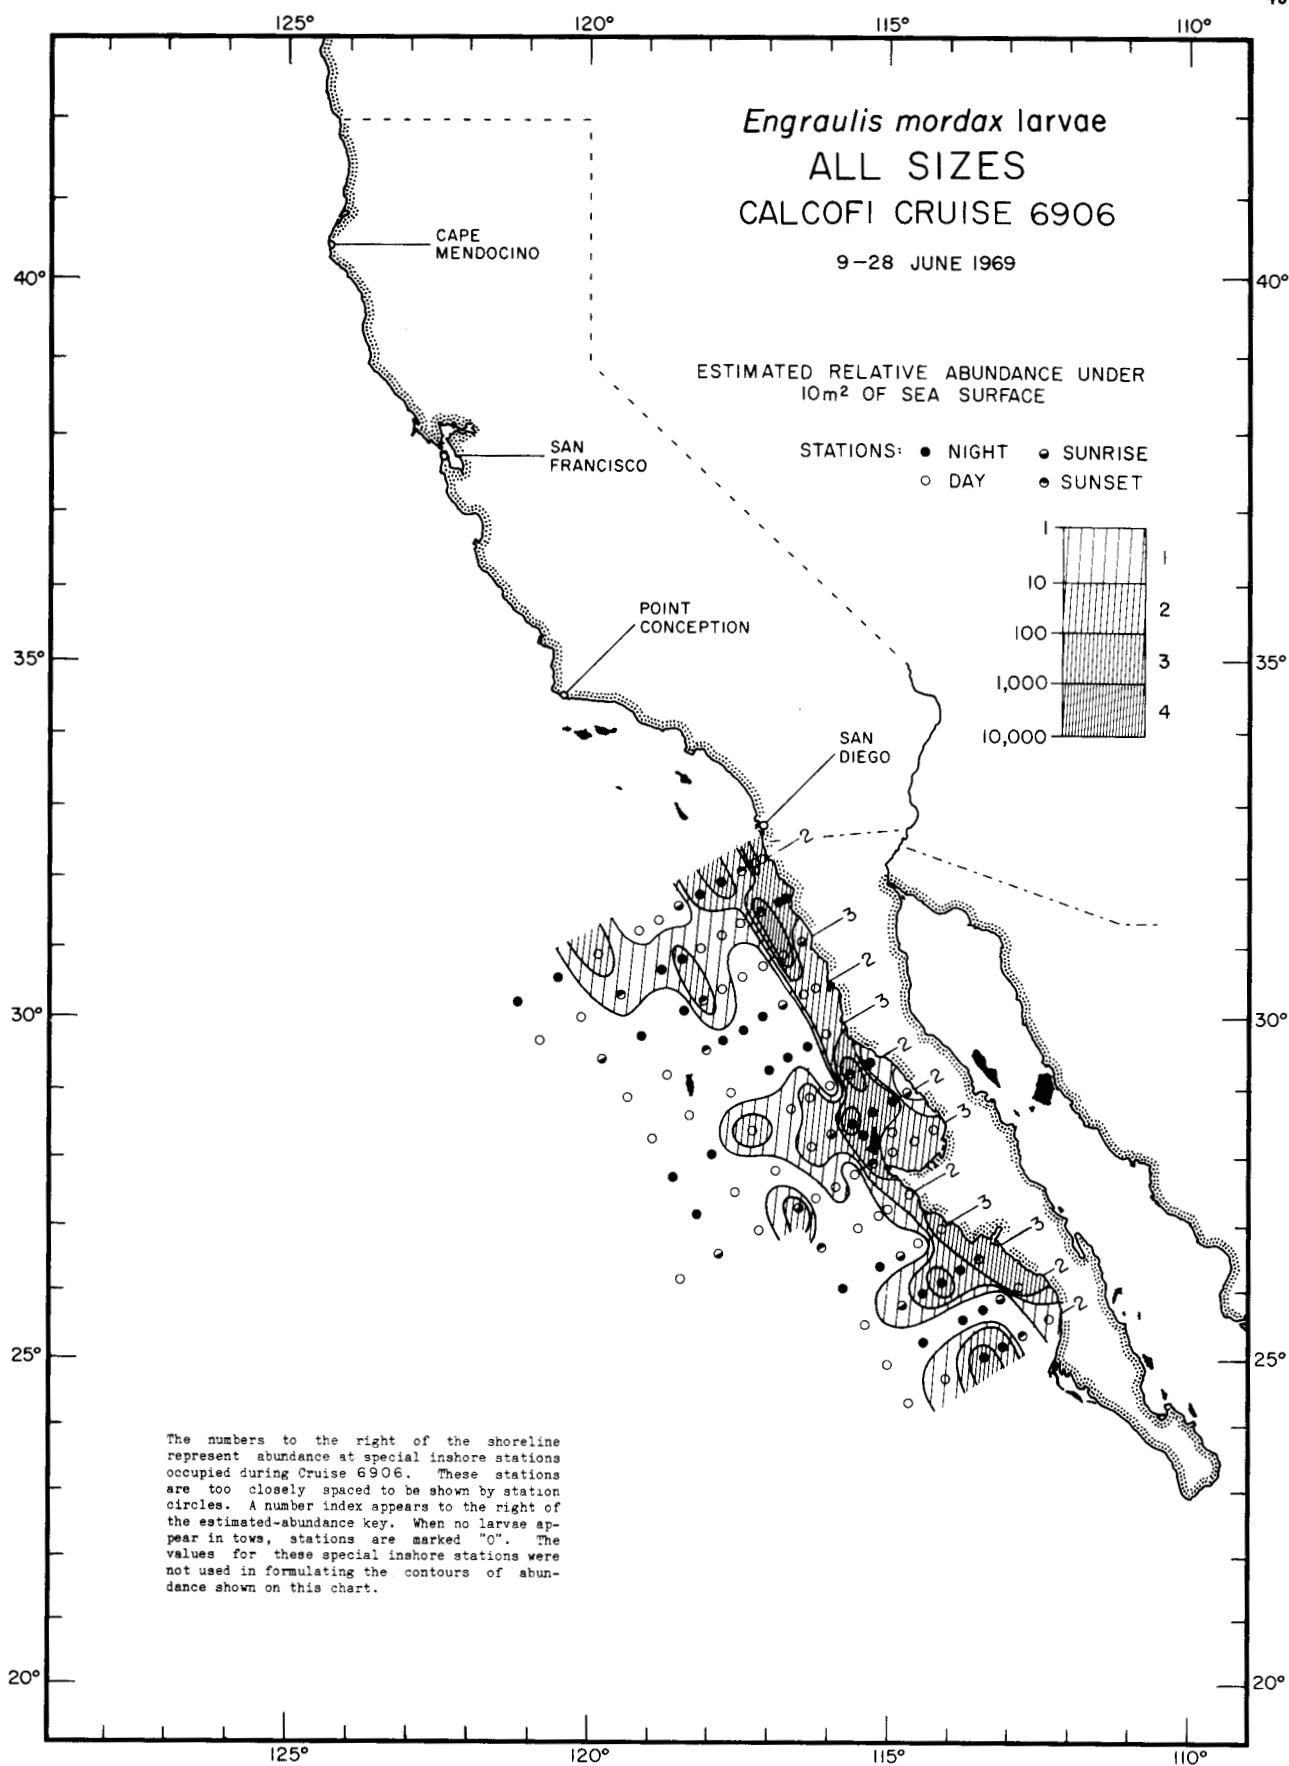 125°
120°
115°
110°
Engraulis mordax larvae
ALL SIZES
CALCOFI CRUISE 6906
9–28 JUNE 1969
CAPE
MENDOCINO
40°
40°
ESTIMATED RELATIVE ABUNDANCE UNDER
10m² OF SEA SURFACE
STATIONS: ● NIGHT SUNRISE
○ DAY SUNSET
SAN
FRANCISCO
1
1
10
2
100
3
1,000
4
10,000
POINT
CONCEPTION
35°
35°
SAN
DIEGO
2
3
2
3
30°
30°
2
2
3
2
3
3
2
2
25°
25°
The numbers to the right of the shoreline
represent abundance at special inshore stations
occupied during Cruise 6906. These stations
are too closely spaced to be shown by station
circles. A number index appears to the right of
the estimated-abundance key. When no larvae ap-
pear in tows, stations are marked "0". The
values for these special inshore stations were
not used in formulating the contours of abun-
dance shown on this chart.
20°
20°
125°
120°
115°
110°